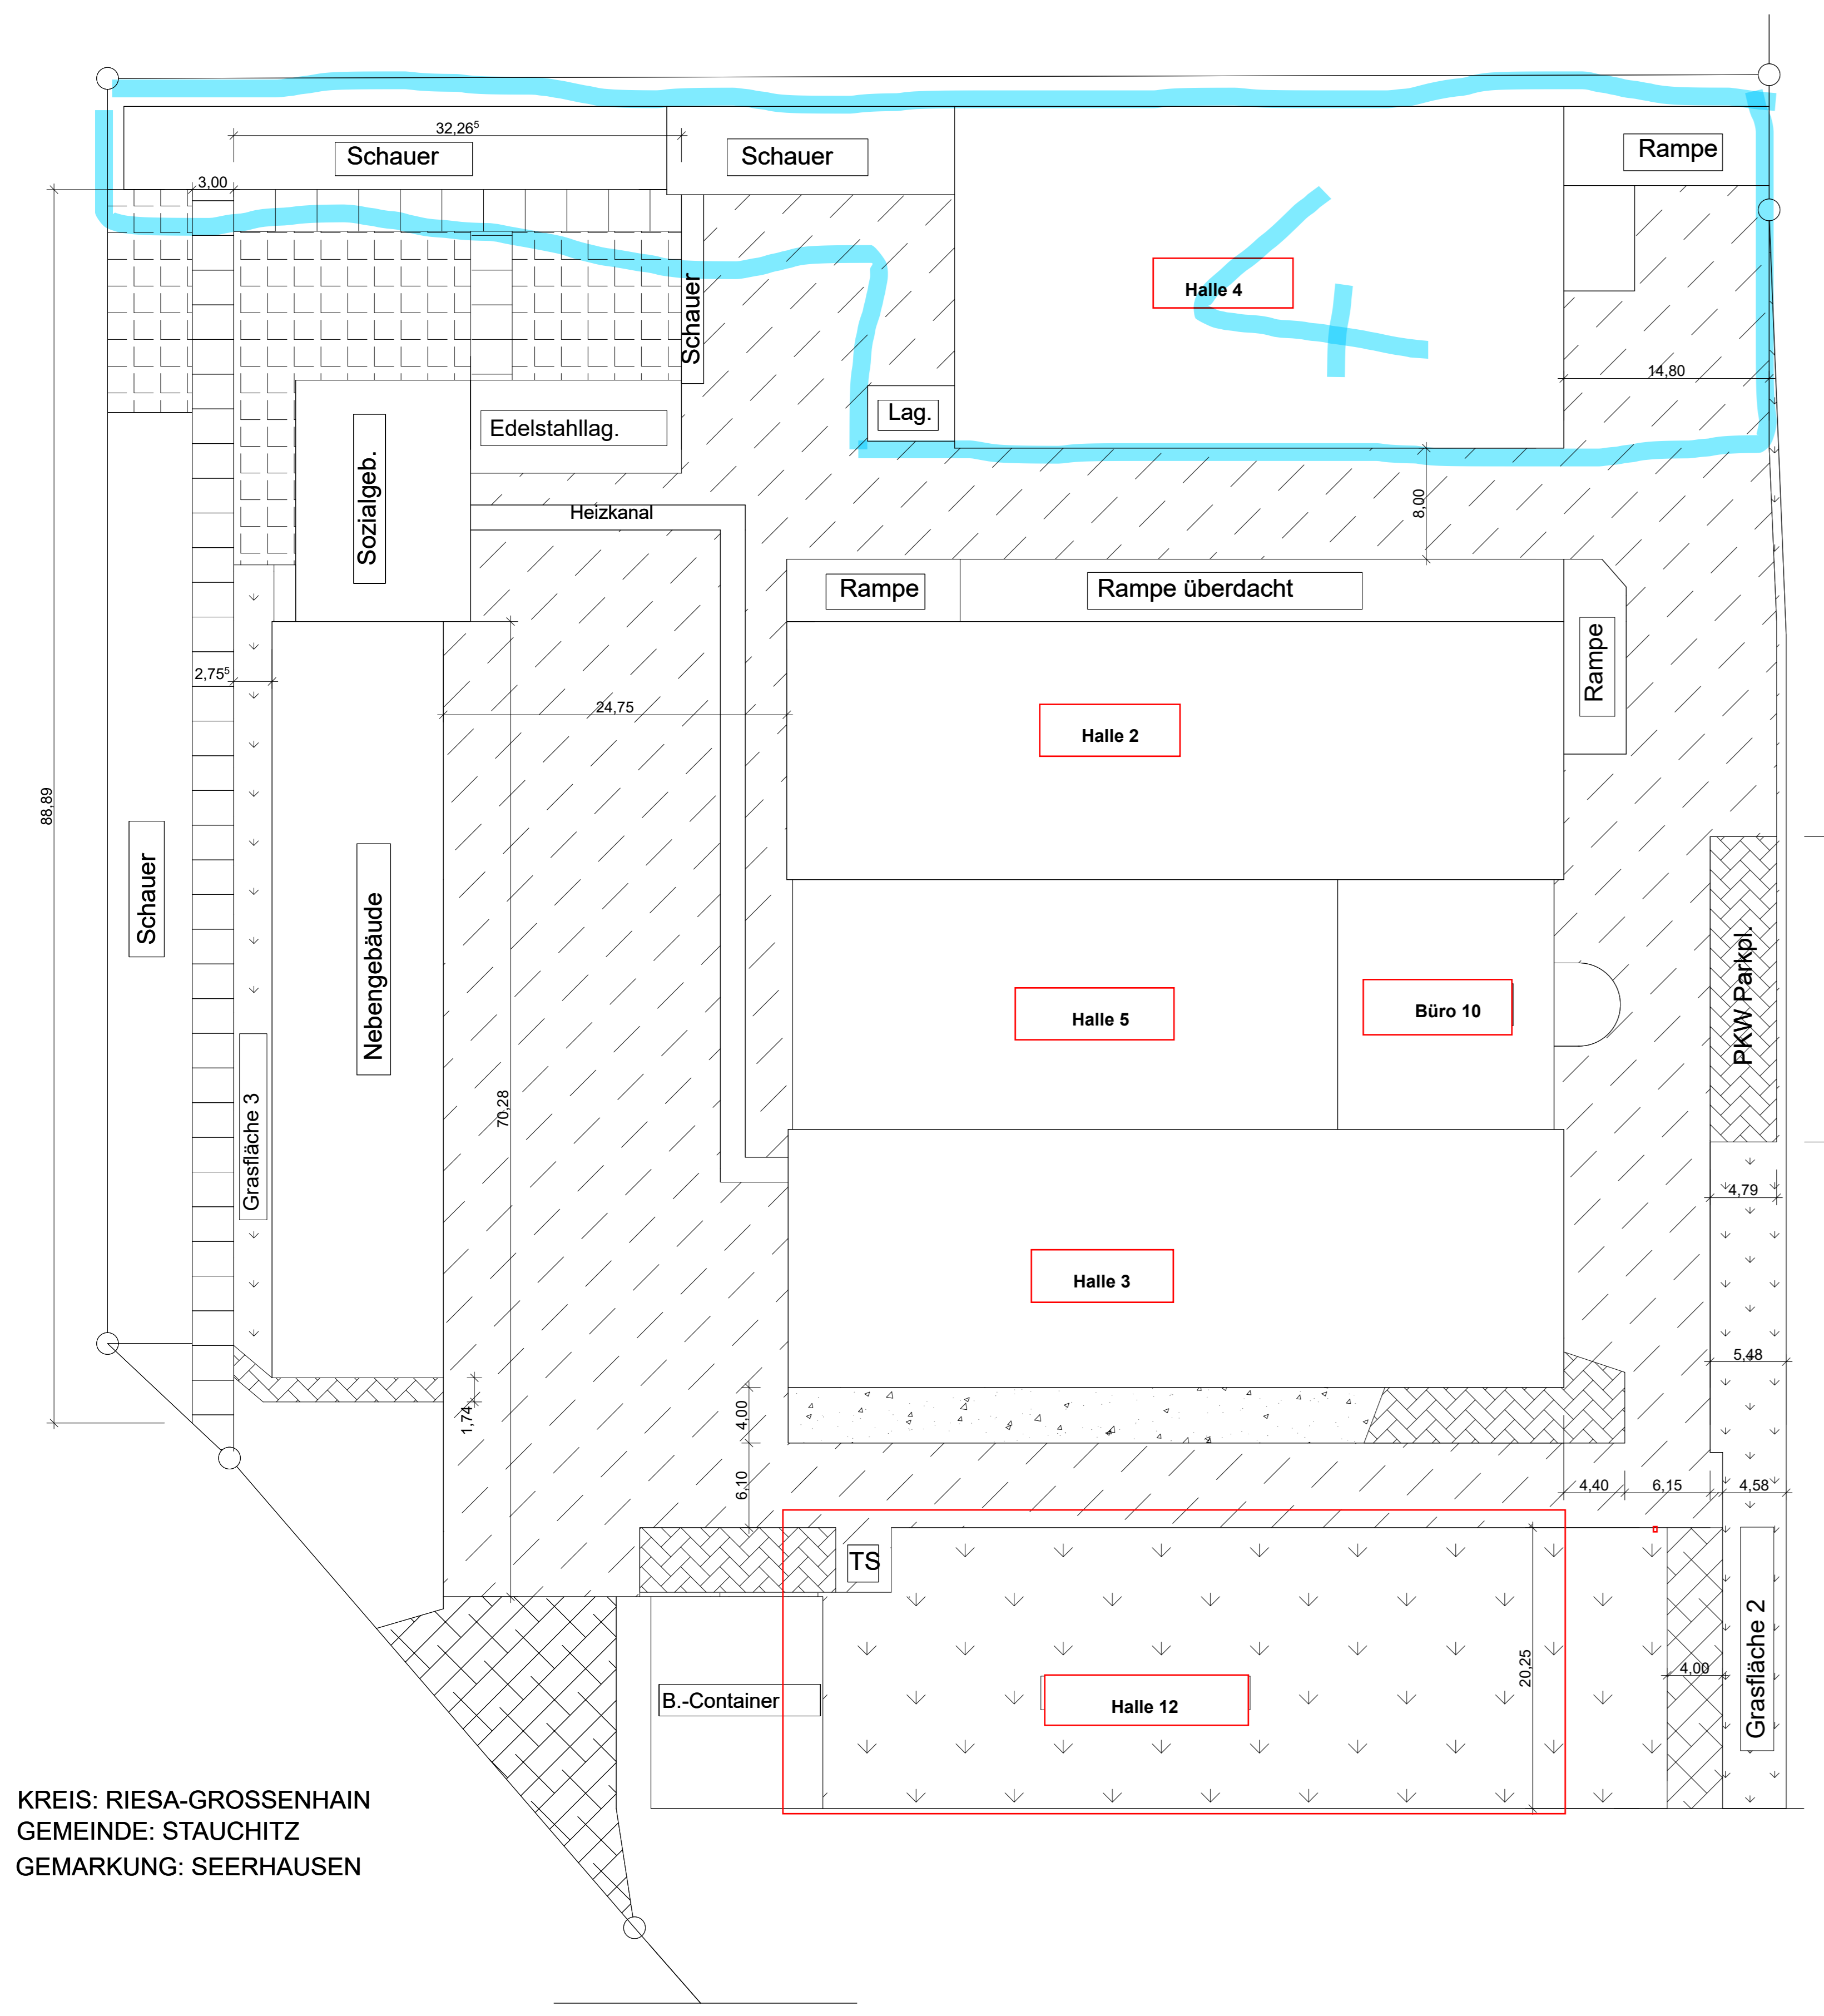 32,26⁵
Schauer
Schauer
Rampe
3,00
Halle 4
4
Schauer
14,80
Lag.
Edelstahllag.
Sozialgeb.
8,00
Heizkanal
Rampe
Rampe überdacht
Rampe
2,75⁵
24,75
Halle 2
88,89
Schauer
Nebengebäude
PKW Parkpl.
Halle 5
Büro 10
Grasfläche 3
70,28
4,79
Halle 3
5,48
1,74
4,00
6,10
4,40
6,15
4,58
TS
20,25
Grasfläche 2
4,00
B.-Container
Halle 12
KREIS: RIESA-GROSSENHAIN
GEMEINDE: STAUCHITZ
GEMARKUNG: SEERHAUSEN